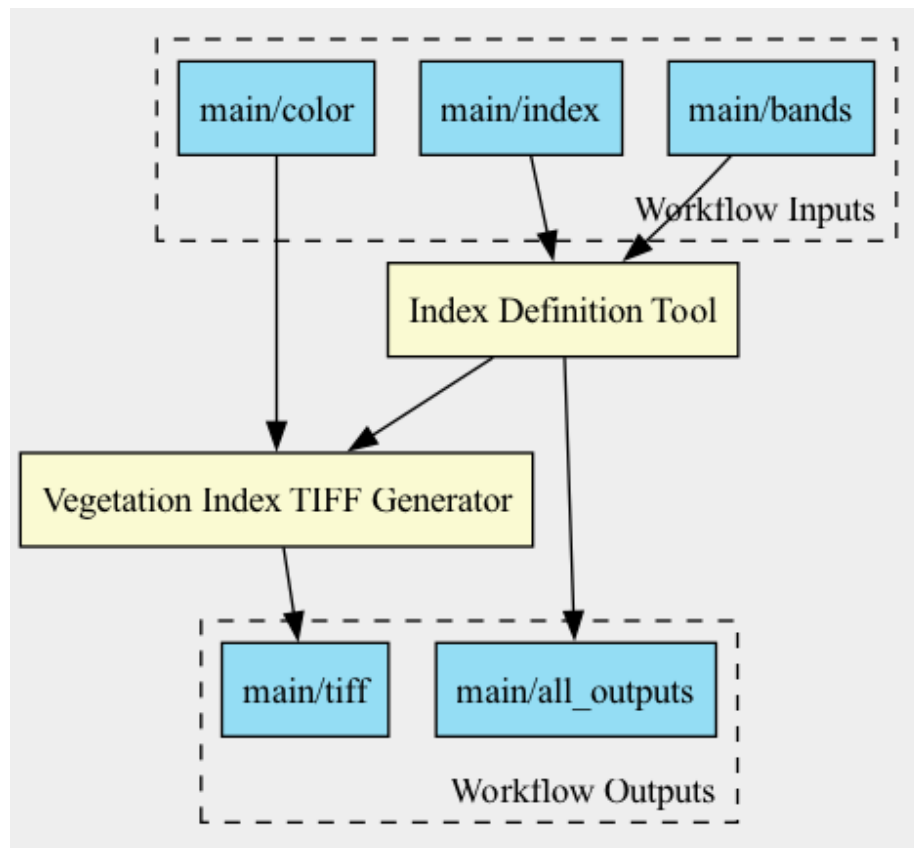 main/color
main/index
main/bands
Workflow Inputs
Index Definition Tool
Vegetation Index TIFF Generator
main/tiff
main/all_outputs
Workflow Outputs